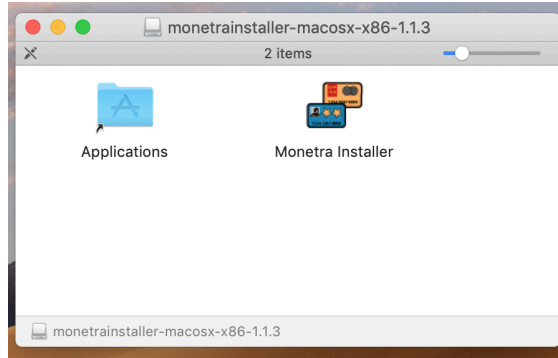 monetrainstaller-macosx-x86-1.1.3
2 items
Applications
Monetra Installer
monetrainstaller-macosx-x86-1.1.3